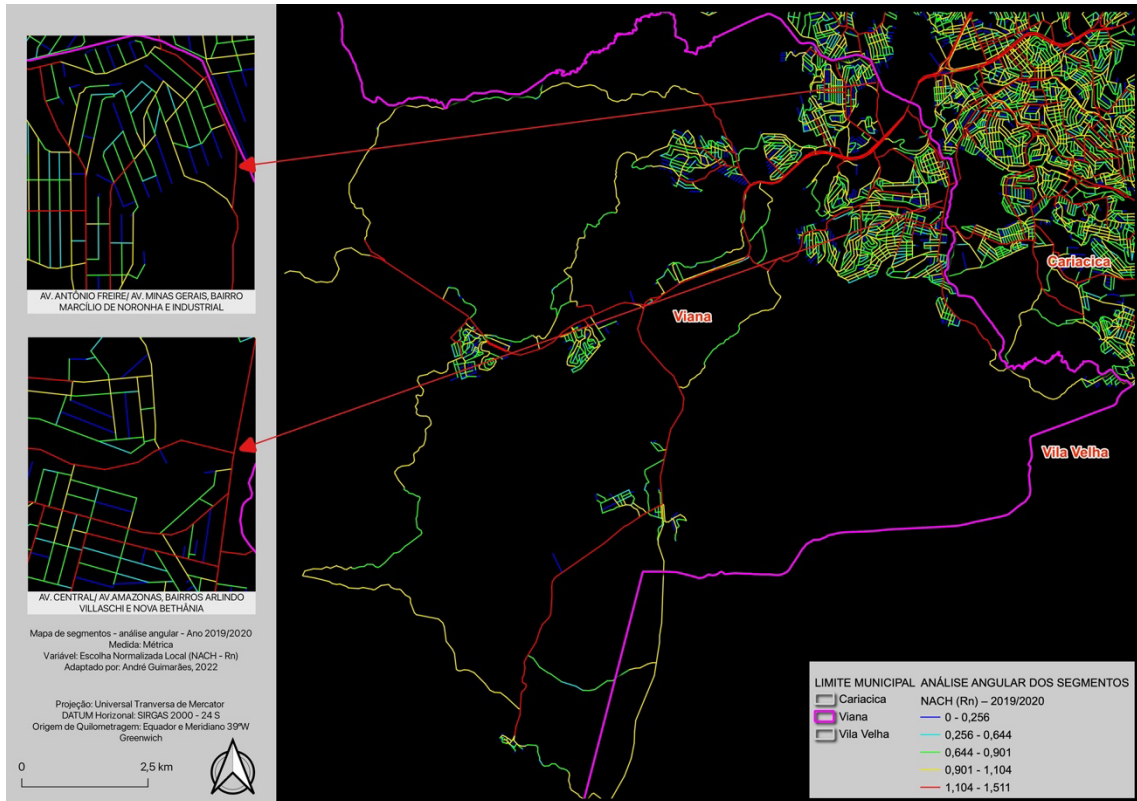 AV. ANTÔNIO FREIRE/ AV. MINAS GERAIS, BAIRRO
MARCÍLIO DE NORONHA E INDUSTRIAL
AV. CENTRAL/ AV.AMAZONAS, BAIRROS ARLINDO
VILLASCHI E NOVA BETHÂNIA
Mapa de segmentos - análise angular - Ano 2019/2020
Medida: Métrica
Variável: Escolha Normalizada Local (NACH - Rn)
Adaptado por: André Guimarães, 2022
Projeção: Universal Tranversa de Mercator
DATUM Horizontal: SIRGAS 2000 - 24 S
Origem de Quilometragem: Equador e Meridiano 39ºW
Greenwich
0 2,5 km
Cariacica
Viana
Vila Velha
LIMITE MUNICIPAL
Cariacica
Viana
Vila Velha
ANÁLISE ANGULAR DOS SEGMENTOS
NACH (Rn) – 2019/2020
0 - 0,256
0,256 - 0,644
0,644 - 0,901
0,901 - 1,104
1,104 - 1,511